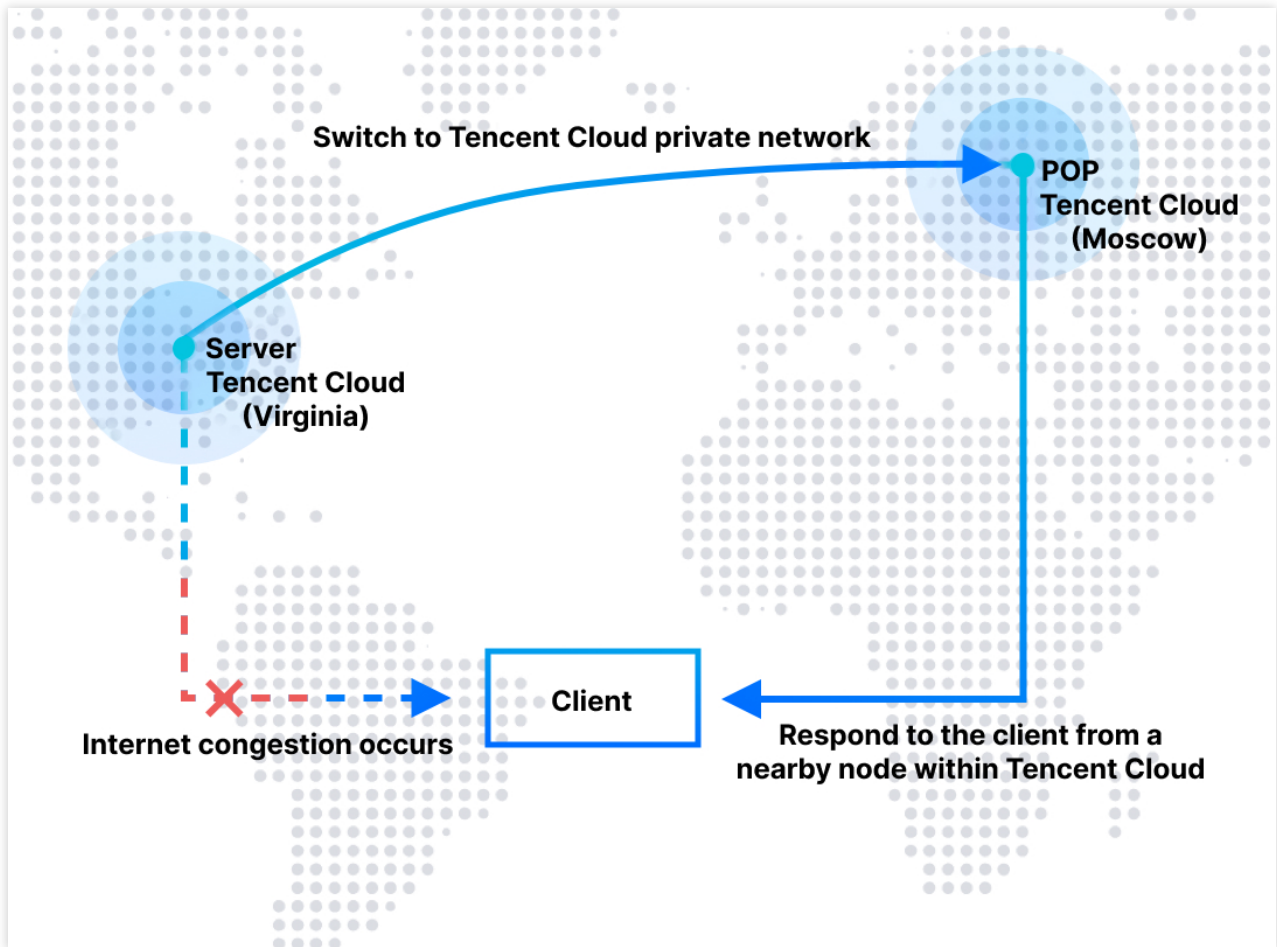 Switch to Tencent Cloud private network
POP
Tencent Cloud
(Moscow)
Server
Tencent Cloud
(Virginia)
Client
Internet congestion occurs
Respond to the client from a
nearby node within Tencent Cloud